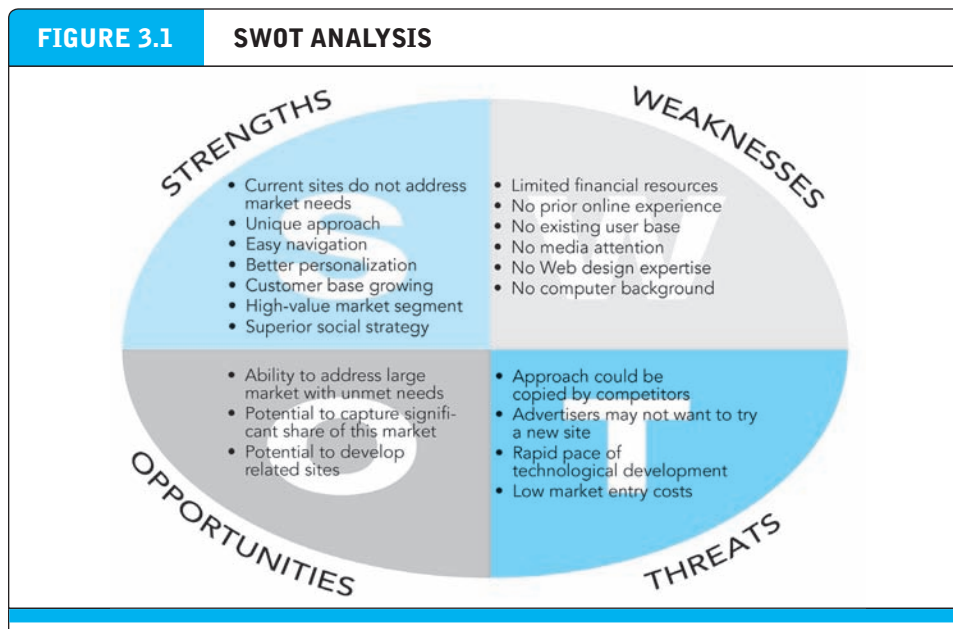 FIGURE 3.1 SWOT ANALYSIS
STRENGTHS
• Current sites do not address
market needs
• Unique approach
• Easy navigation
• Better personalization
• Customer base growing
• High-value market segment
• Superior social strategy
S
WEAKNESSES
• Limited financial resources
• No prior online experience
• No existing user base
• No media attention
• No Web design expertise
• No computer background
W
OPPORTUNITIES
• Ability to address large
market with unmet needs
• Potential to capture signifi-
cant share of this market
• Potential to develop
related sites
O
THREATS
• Approach could be
copied by competitors
• Advertisers may not want to try
a new site
• Rapid pace of
technological development
• Low market entry costs
T